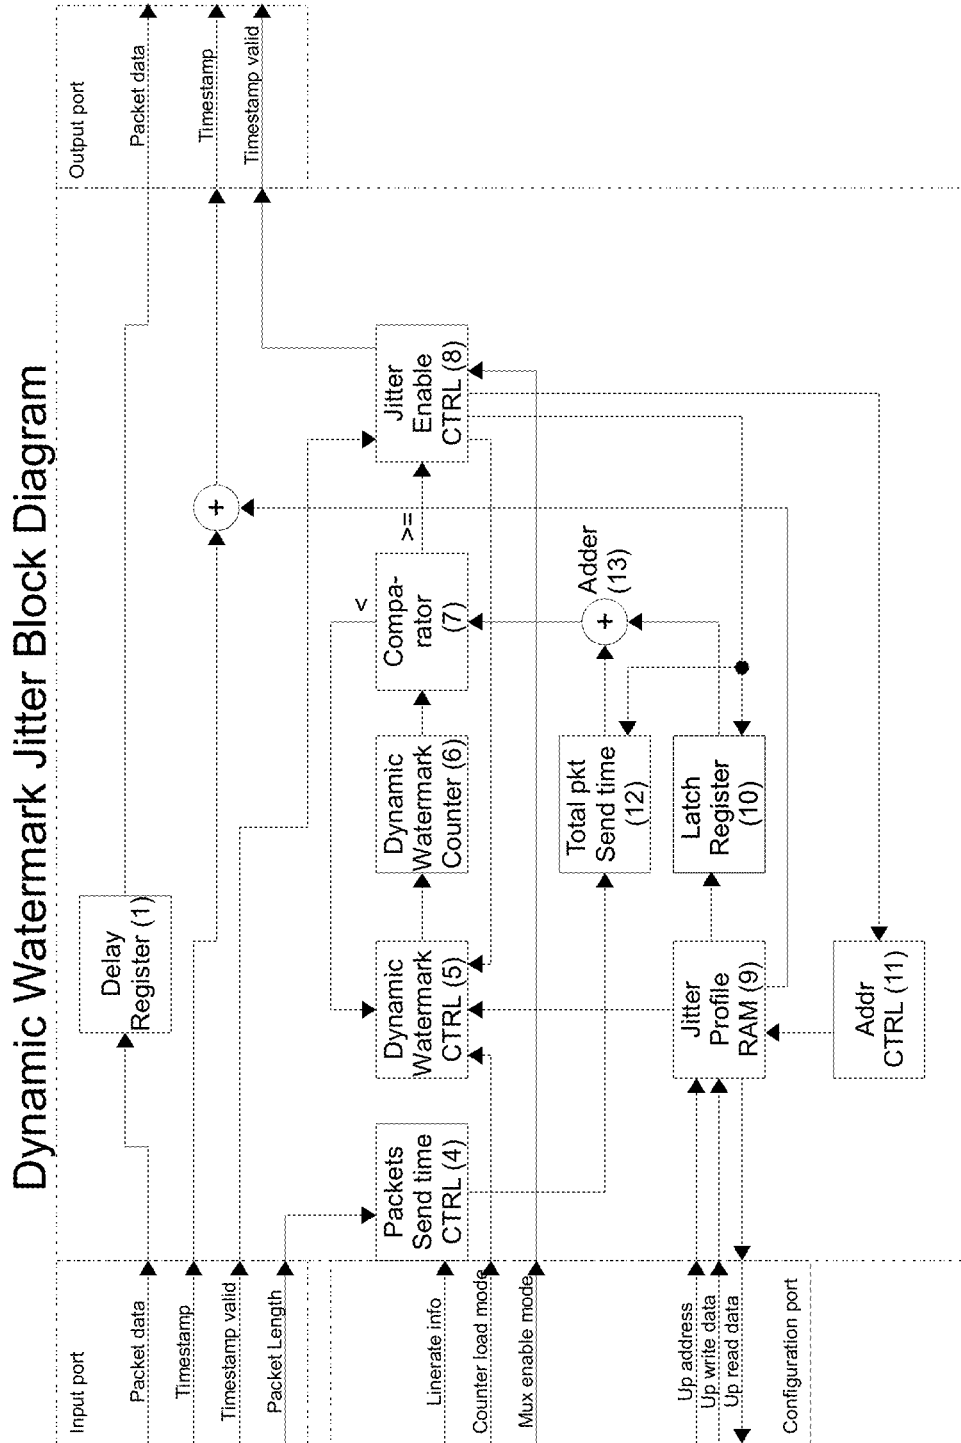 Dynamic Watermark Jitter Block Diagram
Input port
Packet data
Timestamp
Timestamp valid
Packet Length
Linerate info
Counter load mode
Mux enable mode
Up address
Up write data
Up read data
Configuration port
Delay
Register (1)
Packets
Send time
CTRL (4)
Dynamic
Watermark
CTRL (5)
Dynamic
Watermark
Counter (6)
Compa-
rator
(7)
<
>=
Jitter
Enable
CTRL (8)
+
Total pkt
Send time
(12)
+
Adder
(13)
Jitter
Profile
RAM (9)
Latch
Register
(10)
Addr
CTRL (11)
Output port
Packet data
Timestamp
Timestamp valid